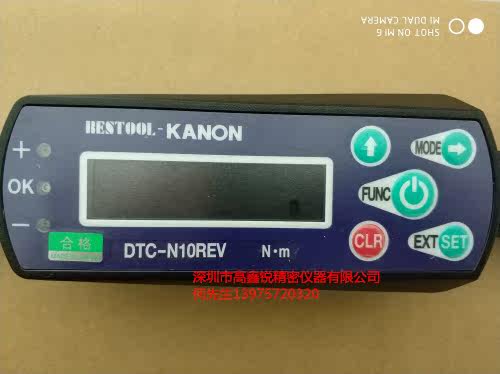 SHOT ON MI 6
MI DUAL CAMERA
BESTOOL-KANON
+
OK
−
MODE
FUNC
CLR
EXT SET
合格
DTC-N10REV
N·m
深圳市高鑫锐精密仪器有限公司
何先生13975720320